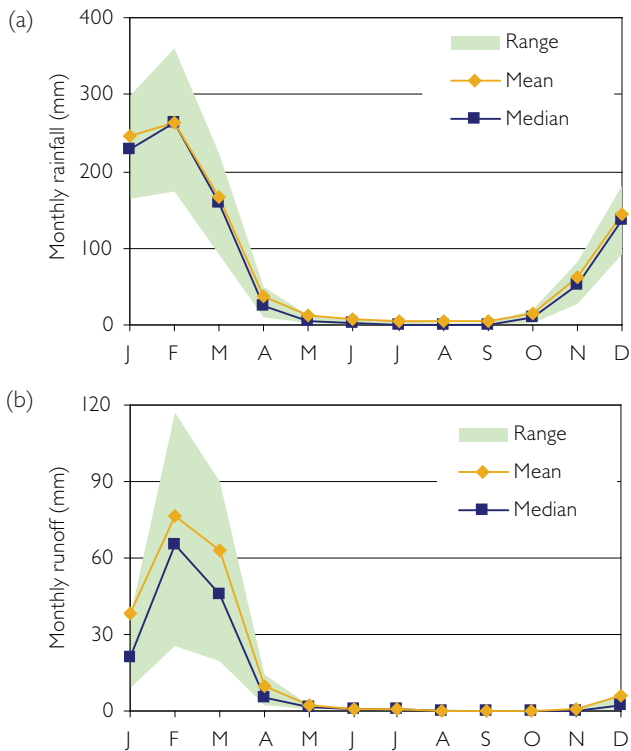 (a)
400
300
200
100
0
Monthly rainfall (mm)
Range
Mean
Median
J F M A M J J A S O N D
(b)
120
90
60
30
0
Monthly runoff (mm)
Range
Mean
Median
J F M A M J J A S O N D